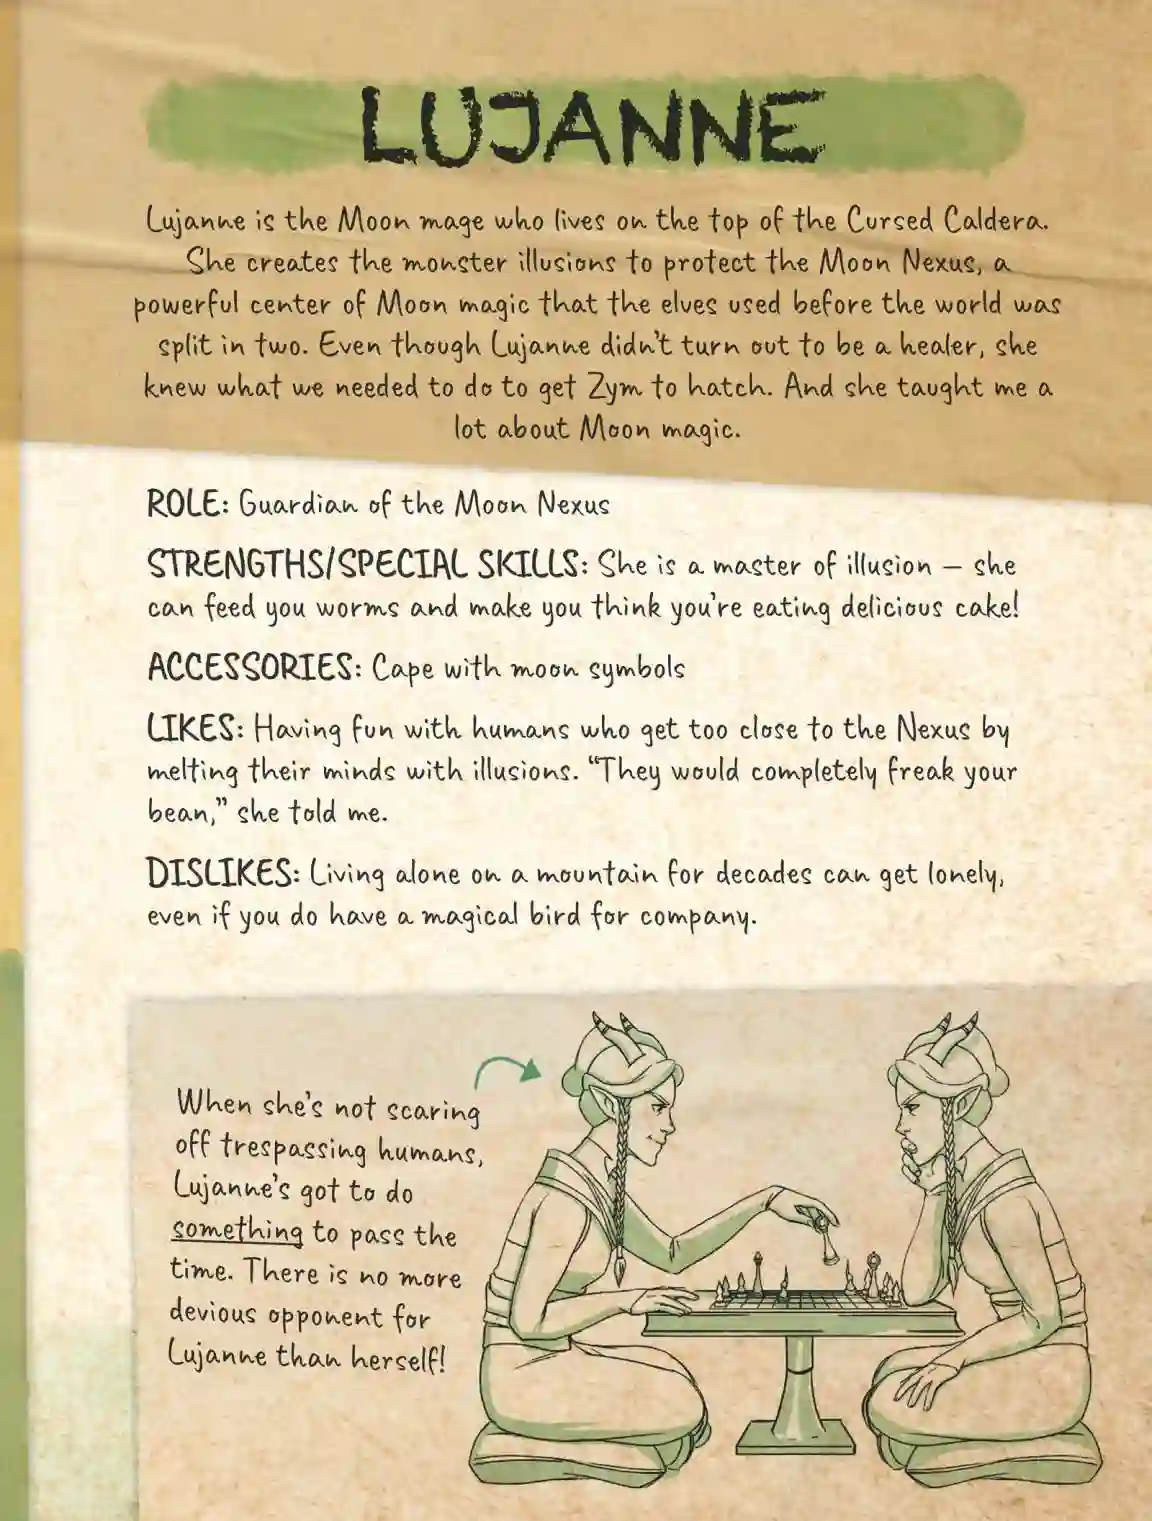 LUJANNE
Lujanne is the Moon mage who lives on the top of the Cursed Caldera.
She creates the monster illusions to protect the Moon Nexus, a
powerful center of Moon magic that the elves used before the world was
split in two. Even though Lujanne didn't turn out to be a healer, she
knew what we needed to do to get Zym to hatch. And she taught me a
lot about Moon magic.
ROLE: Guardian of the Moon Nexus
STRENGTHS/SPECIAL SKILLS: She is a master of illusion — she
can feed you worms and make you think you're eating delicious cake!
ACCESSORIES: Cape with moon symbols
LIKES: Having fun with humans who get too close to the Nexus by
melting their minds with illusions. “They would completely freak your
bean,” she told me.
DISLIKES: Living alone on a mountain for decades can get lonely,
even if you do have a magical bird for company.
When she's not scaring
off trespassing humans,
Lujanne's got to do
something to pass the
time. There is no more
devious opponent for
Lujanne than herself!